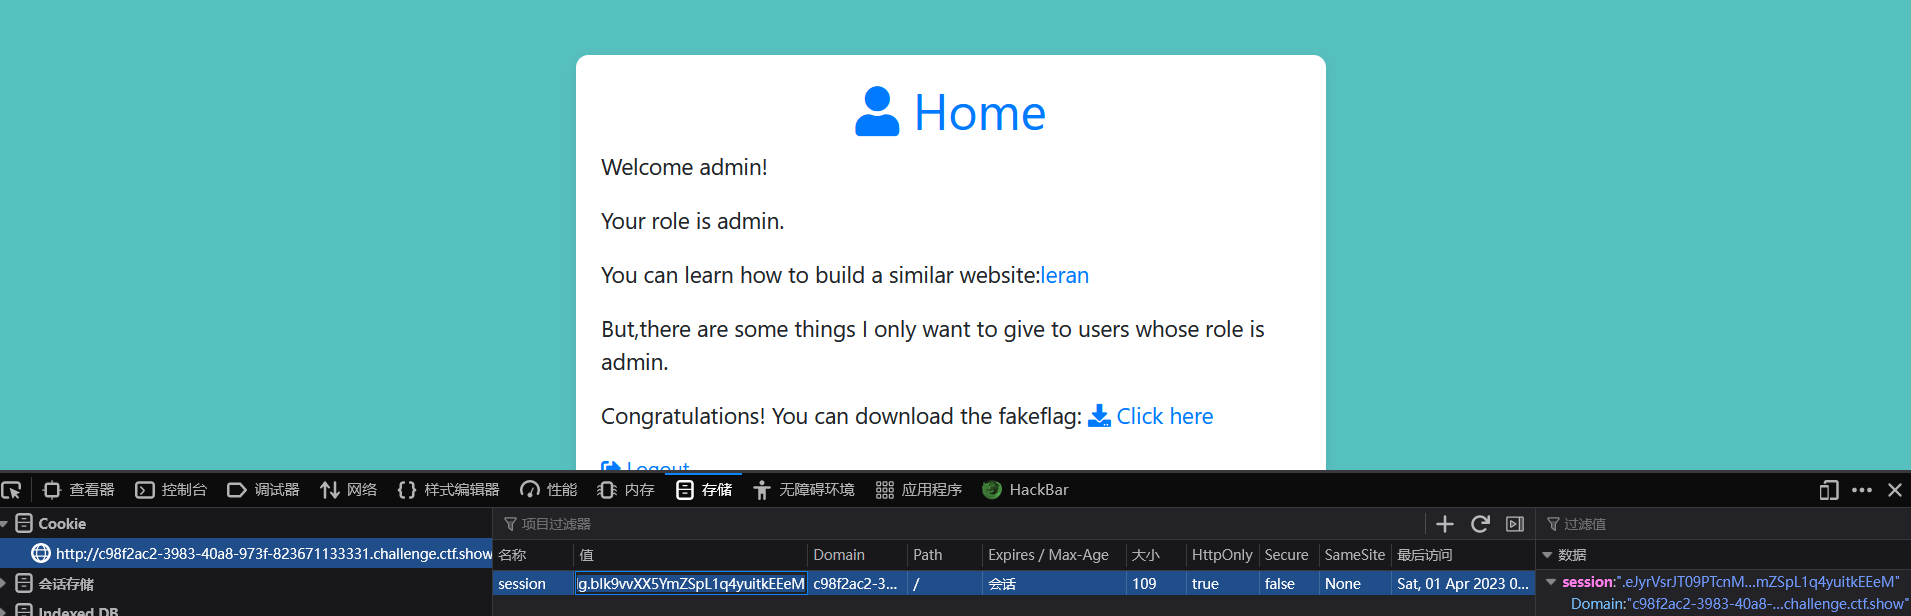 Home
Welcome admin!
Your role is admin.
You can learn how to build a similar website:leran
But,there are some things I only want to give to users whose role is
admin.
Congratulations! You can download the fakeflag: Click here
Logout
查看器 控制台 调试器 网络 样式编辑器 性能 内存 存储 无障碍环境 应用程序 HackBar
Cookie 项目过滤器 过滤值
http://c98f2ac2-3983-40a8-973f-823671133331.challenge.ctf.show 名称 值 Domain Path Expires / Max-Age 大小 HttpOnly Secure SameSite 最后访问 数据
会话存储 session g.blk9vvXX5YmZSpL1q4yuitkEEeM c98f2ac2-3... / 会话 109 true false None Sat, 01 Apr 2023 0... session:".eJyrVsrJT09PTcnM...mZSpL1q4yuitkEEeM"
Indexed DB Domain:"c98f2ac2-3983-40a8-...challenge.ctf.show"